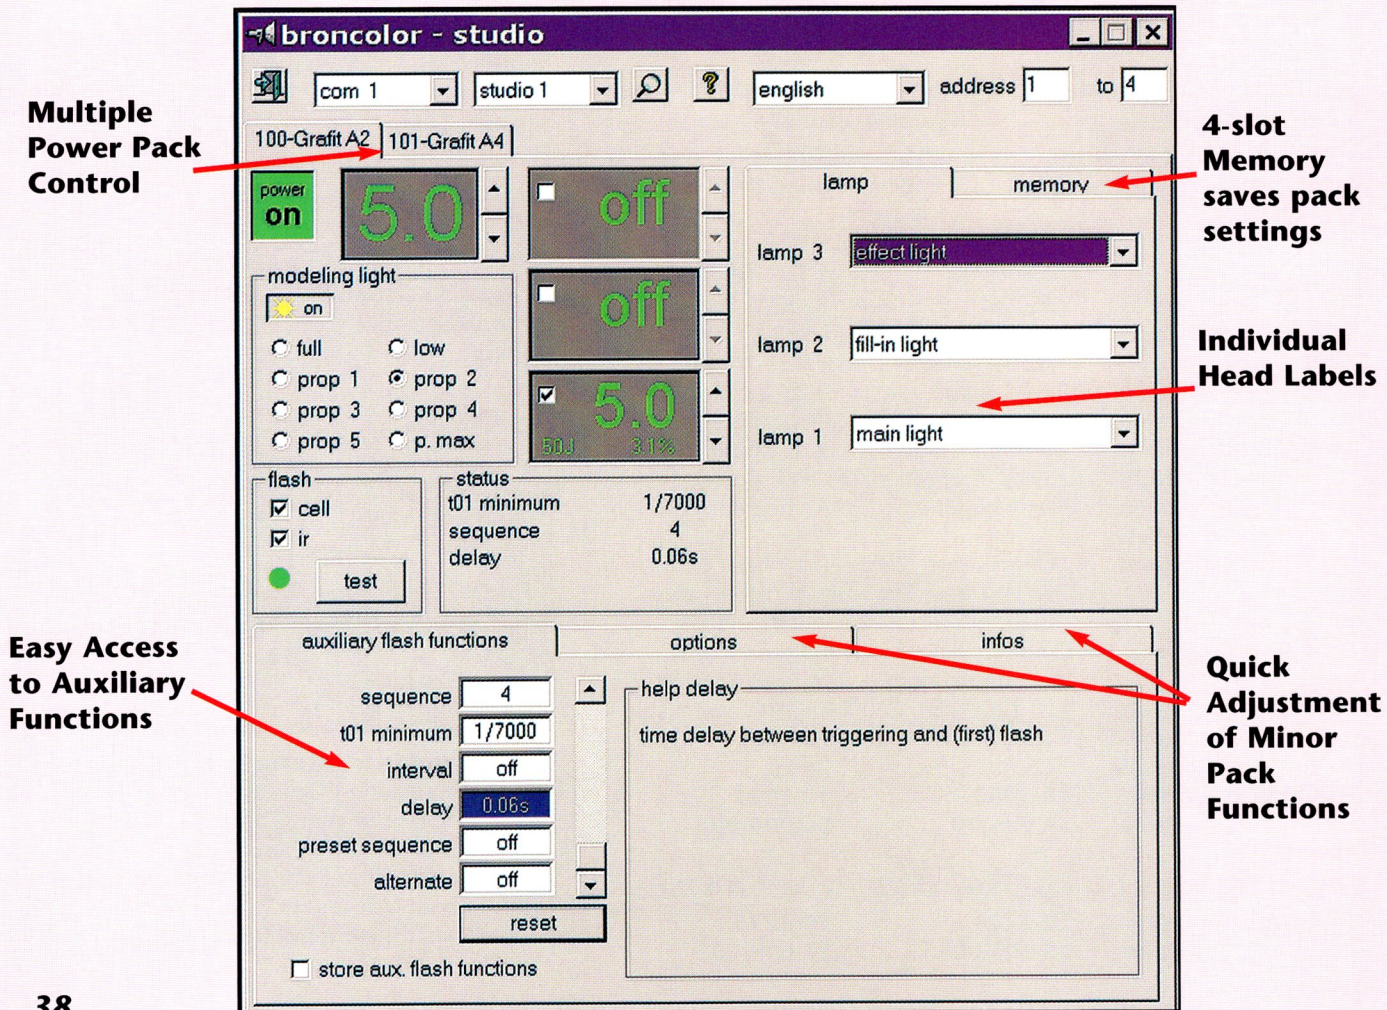 broncolor - studio
com 1
studio 1
?
english
address 1 to 4
Multiple
Power Pack
Control
100-Grafit A2
101-Grafit A4
4-slot
Memory
saves pack
settings
power
on
5.0
off
off
5.0
50J 3.1%
lamp
memory
lamp 3 effect light
lamp 2 fill-in light
lamp 1 main light
Individual
Head Labels
modeling light
on
full
low
prop 1
prop 2
prop 3
prop 4
prop 5
p. max
flash
cell
ir
test
status
t01 minimum 1/7000
sequence 4
delay 0.06s
Easy Access
to Auxiliary
Functions
auxiliary flash functions
options
infos
Quick
Adjustment
of Minor
Pack
Functions
sequence 4
t01 minimum 1/7000
interval off
delay 0.06s
preset sequence off
alternate off
reset
store aux. flash functions
help delay
time delay between triggering and (first) flash
38